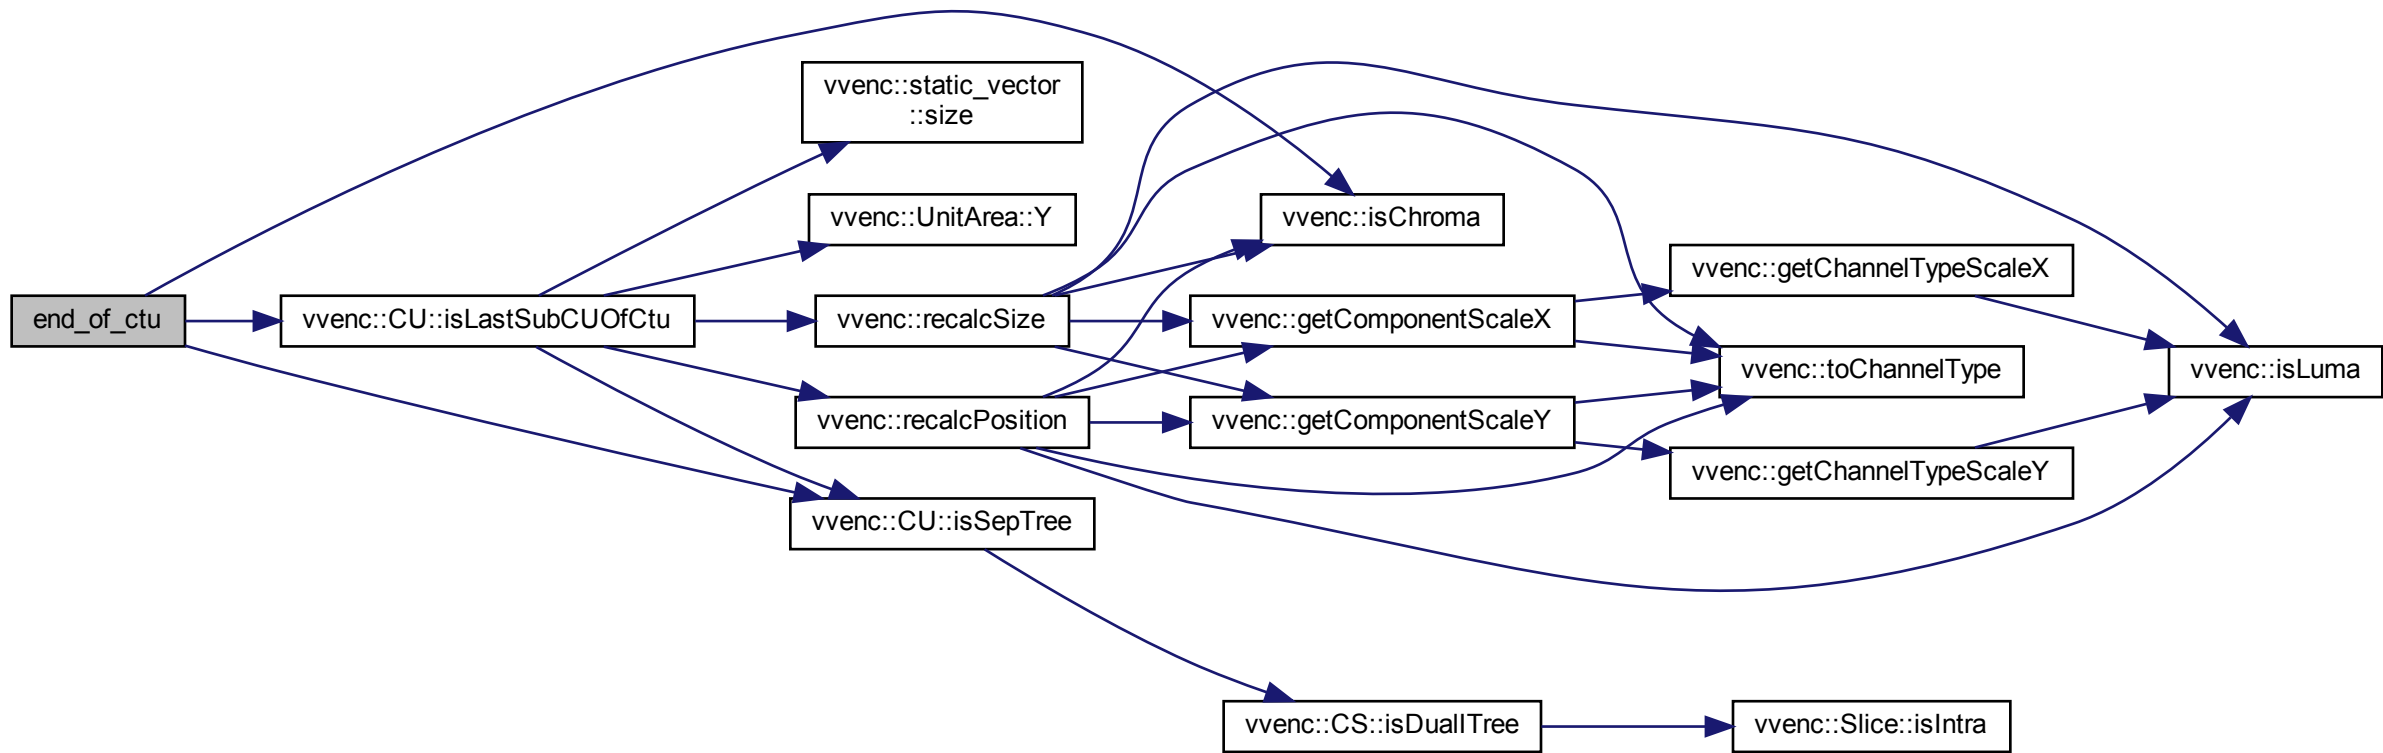 vvenc::static_vector
::size
vvenc::UnitArea::Y
vvenc::isChroma
vvenc::getChannelTypeScaleX
end_of_ctu
vvenc::CU::isLastSubCUOfCtu
vvenc::recalcSize
vvenc::getComponentScaleX
vvenc::toChannelType
vvenc::isLuma
vvenc::recalcPosition
vvenc::getComponentScaleY
vvenc::getChannelTypeScaleY
vvenc::CU::isSepTree
vvenc::CS::isDualITree
vvenc::Slice::isIntra